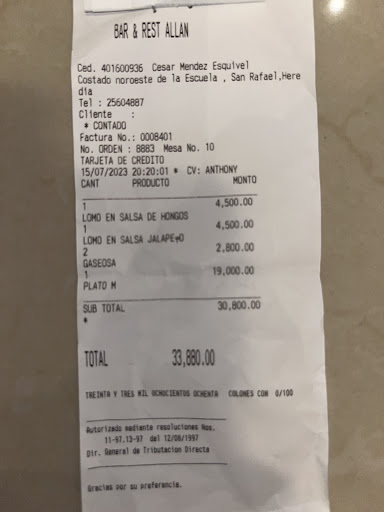 BAR & REST ALLAN
Ced. 401600936 Cesar Mendez Esquivel
Costado noroeste de la Escuela , San Rafael,Here
dia
Tel : 25604887
Cliente :
* CONTADO
Factura No.: 0008401
No. ORDEN : 8883 Mesa No. 10
TARJETA DE CREDITO
15/07/2023 20:20:01 * CV: ANTHONY
CANT PRODUCTO MONTO
1 4,500.00
LOMO EN SALSA DE HONGOS
1 4,500.00
LOMO EN SALSA JALAPE¤O
2 2,800.00
GASEOSA
1 19,000.00
PLATO M
SUB TOTAL 30,800.00
*
TOTAL 33,880.00
TREINTA Y TRES MIL OCHOCIENTOS OCHENTA COLONES CON 0/100
Autorizado mediante resoluciones Nos.
11-97.13-97 del 12/08/1997
Dir. General de Tributacion Directa
Gracias por su preferencia.